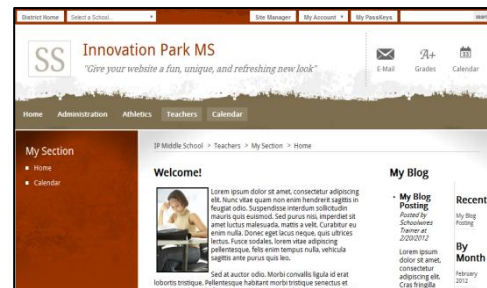 District Home Select a School... Site Manager My Account My PassKeys
SS
Innovation Park MS
"Give your website a fun, unique, and refreshing new look"
E-Mail
A+
Grades
33
Calendar
Home Administration Athletics Teachers Calendar
My Section
Home
Calendar
IP Middle School > Teachers > My Section > Home
Welcome!
Lorem ipsum dolor sit amet, consectetur adipiscing
elit. Nunc vitae quam non enim hendrerit sagittis in
feugiat odio. Suspendisse interdum sollicitudin
mauris quis euismod. Sed purus nisi, imperdiet sit
amet luctus malesuada, mattis a velit. Curabitur eu
enim nulla. Donec eget lacus neque, quis ultrices
lectus. Fusce sodales, lorem vitae adipiscing
pellentesque, felis enim tempus nulla, vehicula
sagittis ante purus quis leo.
Sed at auctor odio. Morbi convallis ligula id erat
lobortis tristique. Pellentesque habitant morbi tristique senectus et
My Blog
My Blog
Posting
Posted by
Schoolwires
Trainer at
2/20/2012
Lorem ipsum
dolor sit amet,
consectetur
adipiscing elit.
Cras fringilla
Recent
My Blog
Posting
By
Month
February
2012